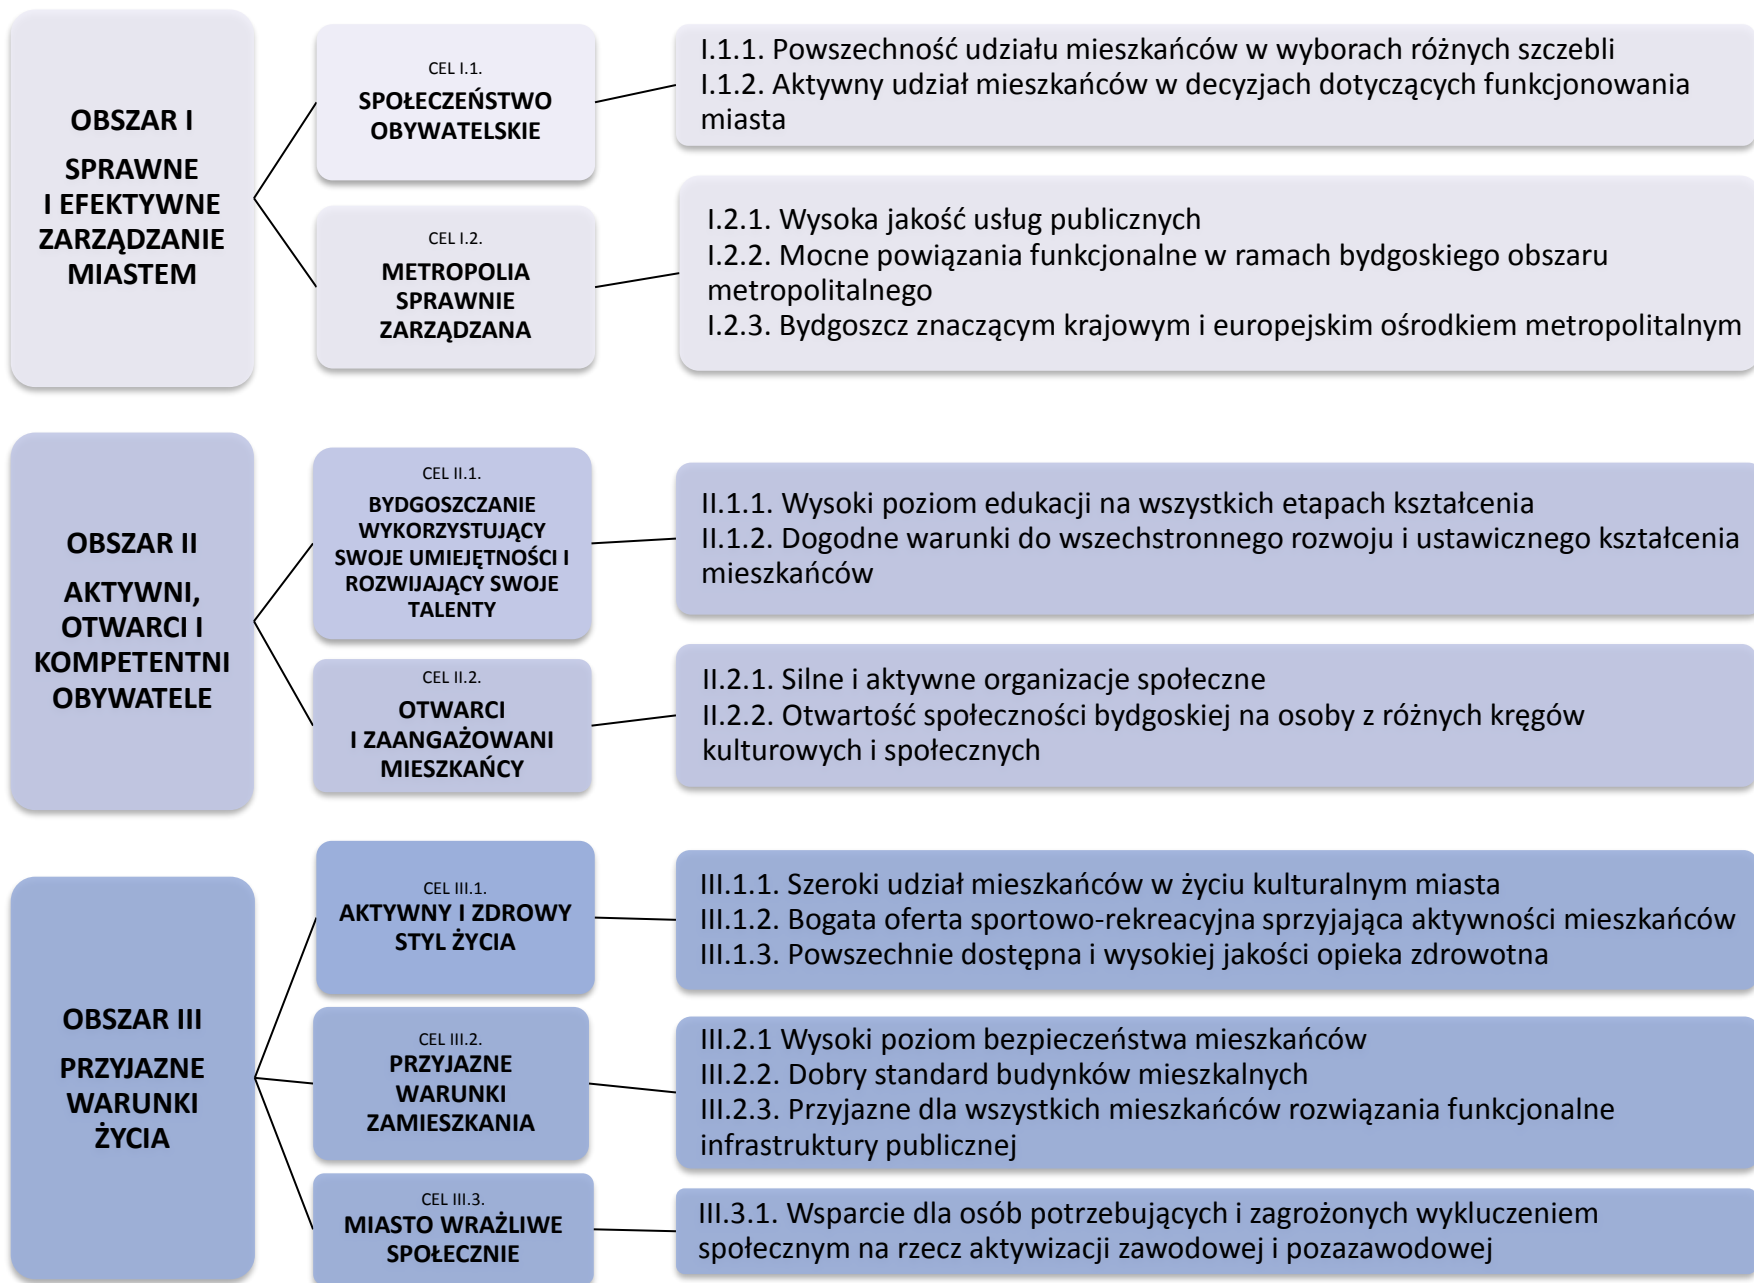 OBSZAR I
SPRAWNE
I EFEKTYWNE
ZARZĄDZANIE
MIASTEM
CEL I.1.
SPOŁECZEŃSTWO
OBYWATELSKIE
I.1.1. Powszechność udziału mieszkańców w wyborach różnych szczebli
I.1.2. Aktywny udział mieszkańców w decyzjach dotyczących funkcjonowania
miasta
CEL I.2.
METROPOLIA
SPRAWNIE
ZARZĄDZANA
I.2.1. Wysoka jakość usług publicznych
I.2.2. Mocne powiązania funkcjonalne w ramach bydgoskiego obszaru
metropolitalnego
I.2.3. Bydgoszcz znaczącym krajowym i europejskim ośrodkiem metropolitalnym
OBSZAR II
AKTYWNI,
OTWARCI I
KOMPETENTNI
OBYWATELE
CEL II.1.
BYDGOSZCZANIE
WYKORZYSTUJĄCY
SWOJE UMIEJĘTNOŚCI I
ROZWIJAJĄCY SWOJE
TALENTY
II.1.1. Wysoki poziom edukacji na wszystkich etapach kształcenia
II.1.2. Dogodne warunki do wszechstronnego rozwoju i ustawicznego kształcenia
mieszkańców
CEL II.2.
OTWARCI
I ZAANGAŻOWANI
MIESZKAŃCY
II.2.1. Silne i aktywne organizacje społeczne
II.2.2. Otwartość społeczności bydgoskiej na osoby z różnych kręgów
kulturowych i społecznych
OBSZAR III
PRZYJAZNE
WARUNKI
ŻYCIA
CEL III.1.
AKTYWNY I ZDROWY
STYL ŻYCIA
III.1.1. Szeroki udział mieszkańców w życiu kulturalnym miasta
III.1.2. Bogata oferta sportowo-rekreacyjna sprzyjająca aktywności mieszkańców
III.1.3. Powszechnie dostępna i wysokiej jakości opieka zdrowotna
CEL III.2.
PRZYJAZNE
WARUNKI
ZAMIESZKANIA
III.2.1 Wysoki poziom bezpieczeństwa mieszkańców
III.2.2. Dobry standard budynków mieszkalnych
III.2.3. Przyjazne dla wszystkich mieszkańców rozwiązania funkcjonalne
infrastruktury publicznej
CEL III.3.
MIASTO WRAŻLIWE
SPOŁECZNIE
III.3.1. Wsparcie dla osób potrzebujących i zagrożonych wykluczeniem
społecznym na rzecz aktywizacji zawodowej i pozazawodowej